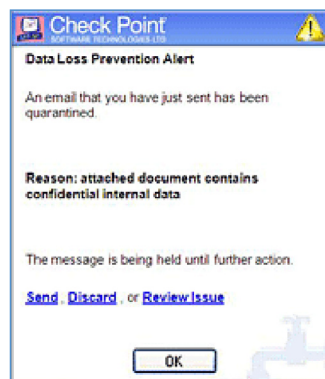 Check Point
SOFTWARE TECHNOLOGIES LTD
Data Loss Prevention Alert
An email that you have just sent has been
quarantined.
Reason: attached document contains
confidential internal data
The message is being held until further action.
Send , Discard , or Review Issue
OK